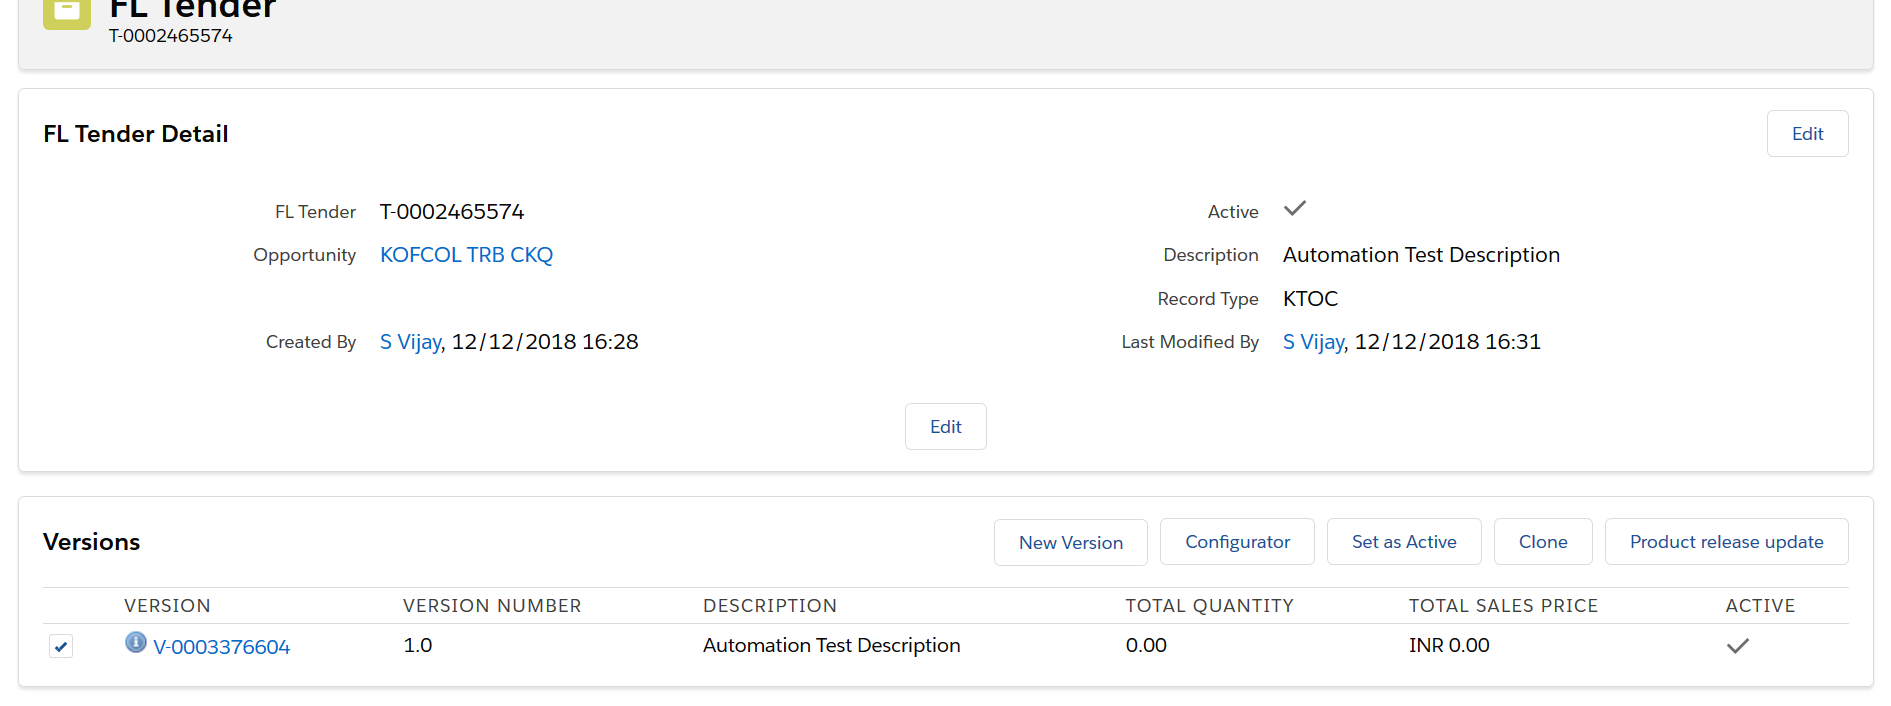 FL Tender
T-0002465574
FL Tender Detail
Edit
FL Tender T-0002465574 Active
Opportunity KOFCOL TRB CKQ Description Automation Test Description
Record Type KTOC
Created By S Vijay, 12/12/2018 16:28 Last Modified By S Vijay, 12/12/2018 16:31
Edit
Versions New Version Configurator Set as Active Clone Product release update
VERSION VERSION NUMBER DESCRIPTION TOTAL QUANTITY TOTAL SALES PRICE ACTIVE
V-0003376604 1.0 Automation Test Description 0.00 INR 0.00